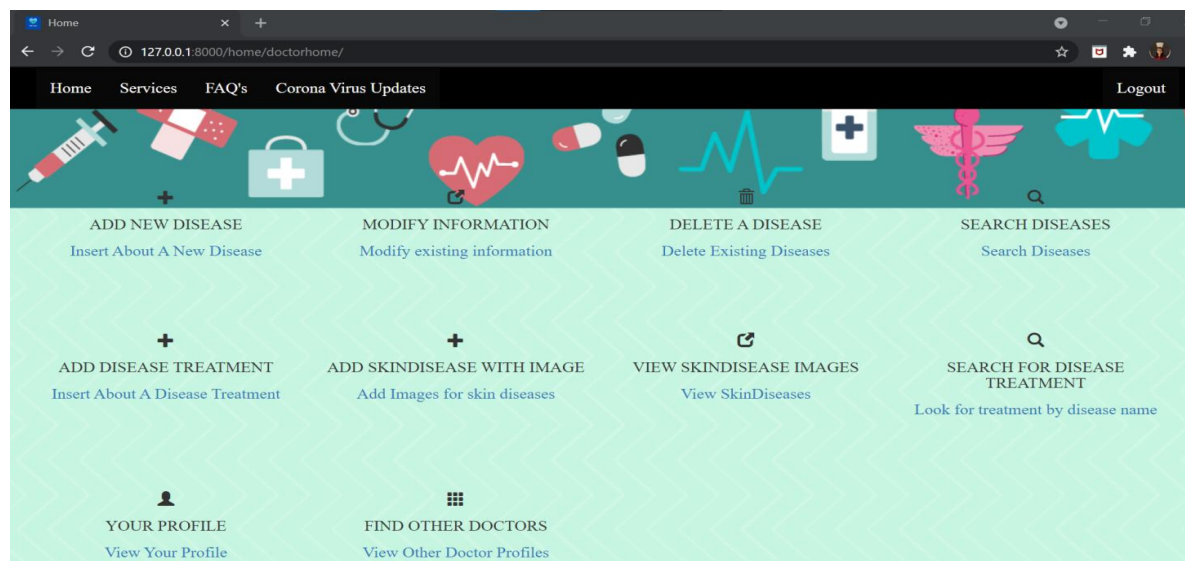 Home
127.0.0.1:8000/home/doctorhome/
Home Services FAQ's Corona Virus Updates Logout
ADD NEW DISEASE MODIFY INFORMATION DELETE A DISEASE SEARCH DISEASES
Insert About A New Disease Modify existing information Delete Existing Diseases Search Diseases
ADD DISEASE TREATMENT ADD SKINDISEASE WITH IMAGE VIEW SKINDISEASE IMAGES SEARCH FOR DISEASE
TREATMENT
Insert About A Disease Treatment Add Images for skin diseases View SkinDiseases
Look for treatment by disease name
YOUR PROFILE FIND OTHER DOCTORS
View Your Profile View Other Doctor Profiles